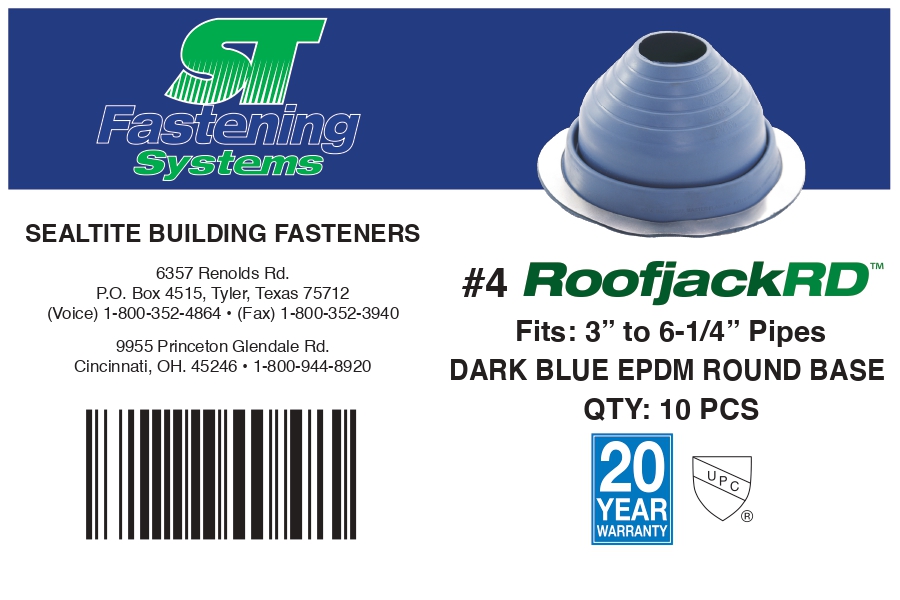 ST
Fastening
Systems
SEALTITE BUILDING FASTENERS
6357 Renolds Rd.
P.O. Box 4515, Tyler, Texas 75712
(Voice) 1-800-352-4864 • (Fax) 1-800-352-3940
9955 Princeton Glendale Rd.
Cincinnati, OH. 45246 • 1-800-944-8920
#4 RoofjackRD™
Fits: 3” to 6-1/4” Pipes
DARK BLUE EPDM ROUND BASE
QTY: 10 PCS
20
YEAR
WARRANTY
UPC
®